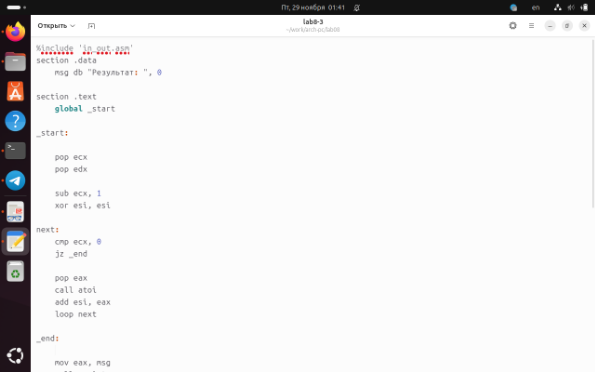 Пт, 29 ноября 01:41
en
Открыть
lab8-3
~/work/arch-pc/lab08
%include 'in_out.asm'
section .data
msg db "Результат: ", 0
section .text
global _start
_start:
pop ecx
pop edx
sub ecx, 1
xor esi, esi
next:
cmp ecx, 0
jz _end
pop eax
call atoi
add esi, eax
loop next
_end:
mov eax, msg